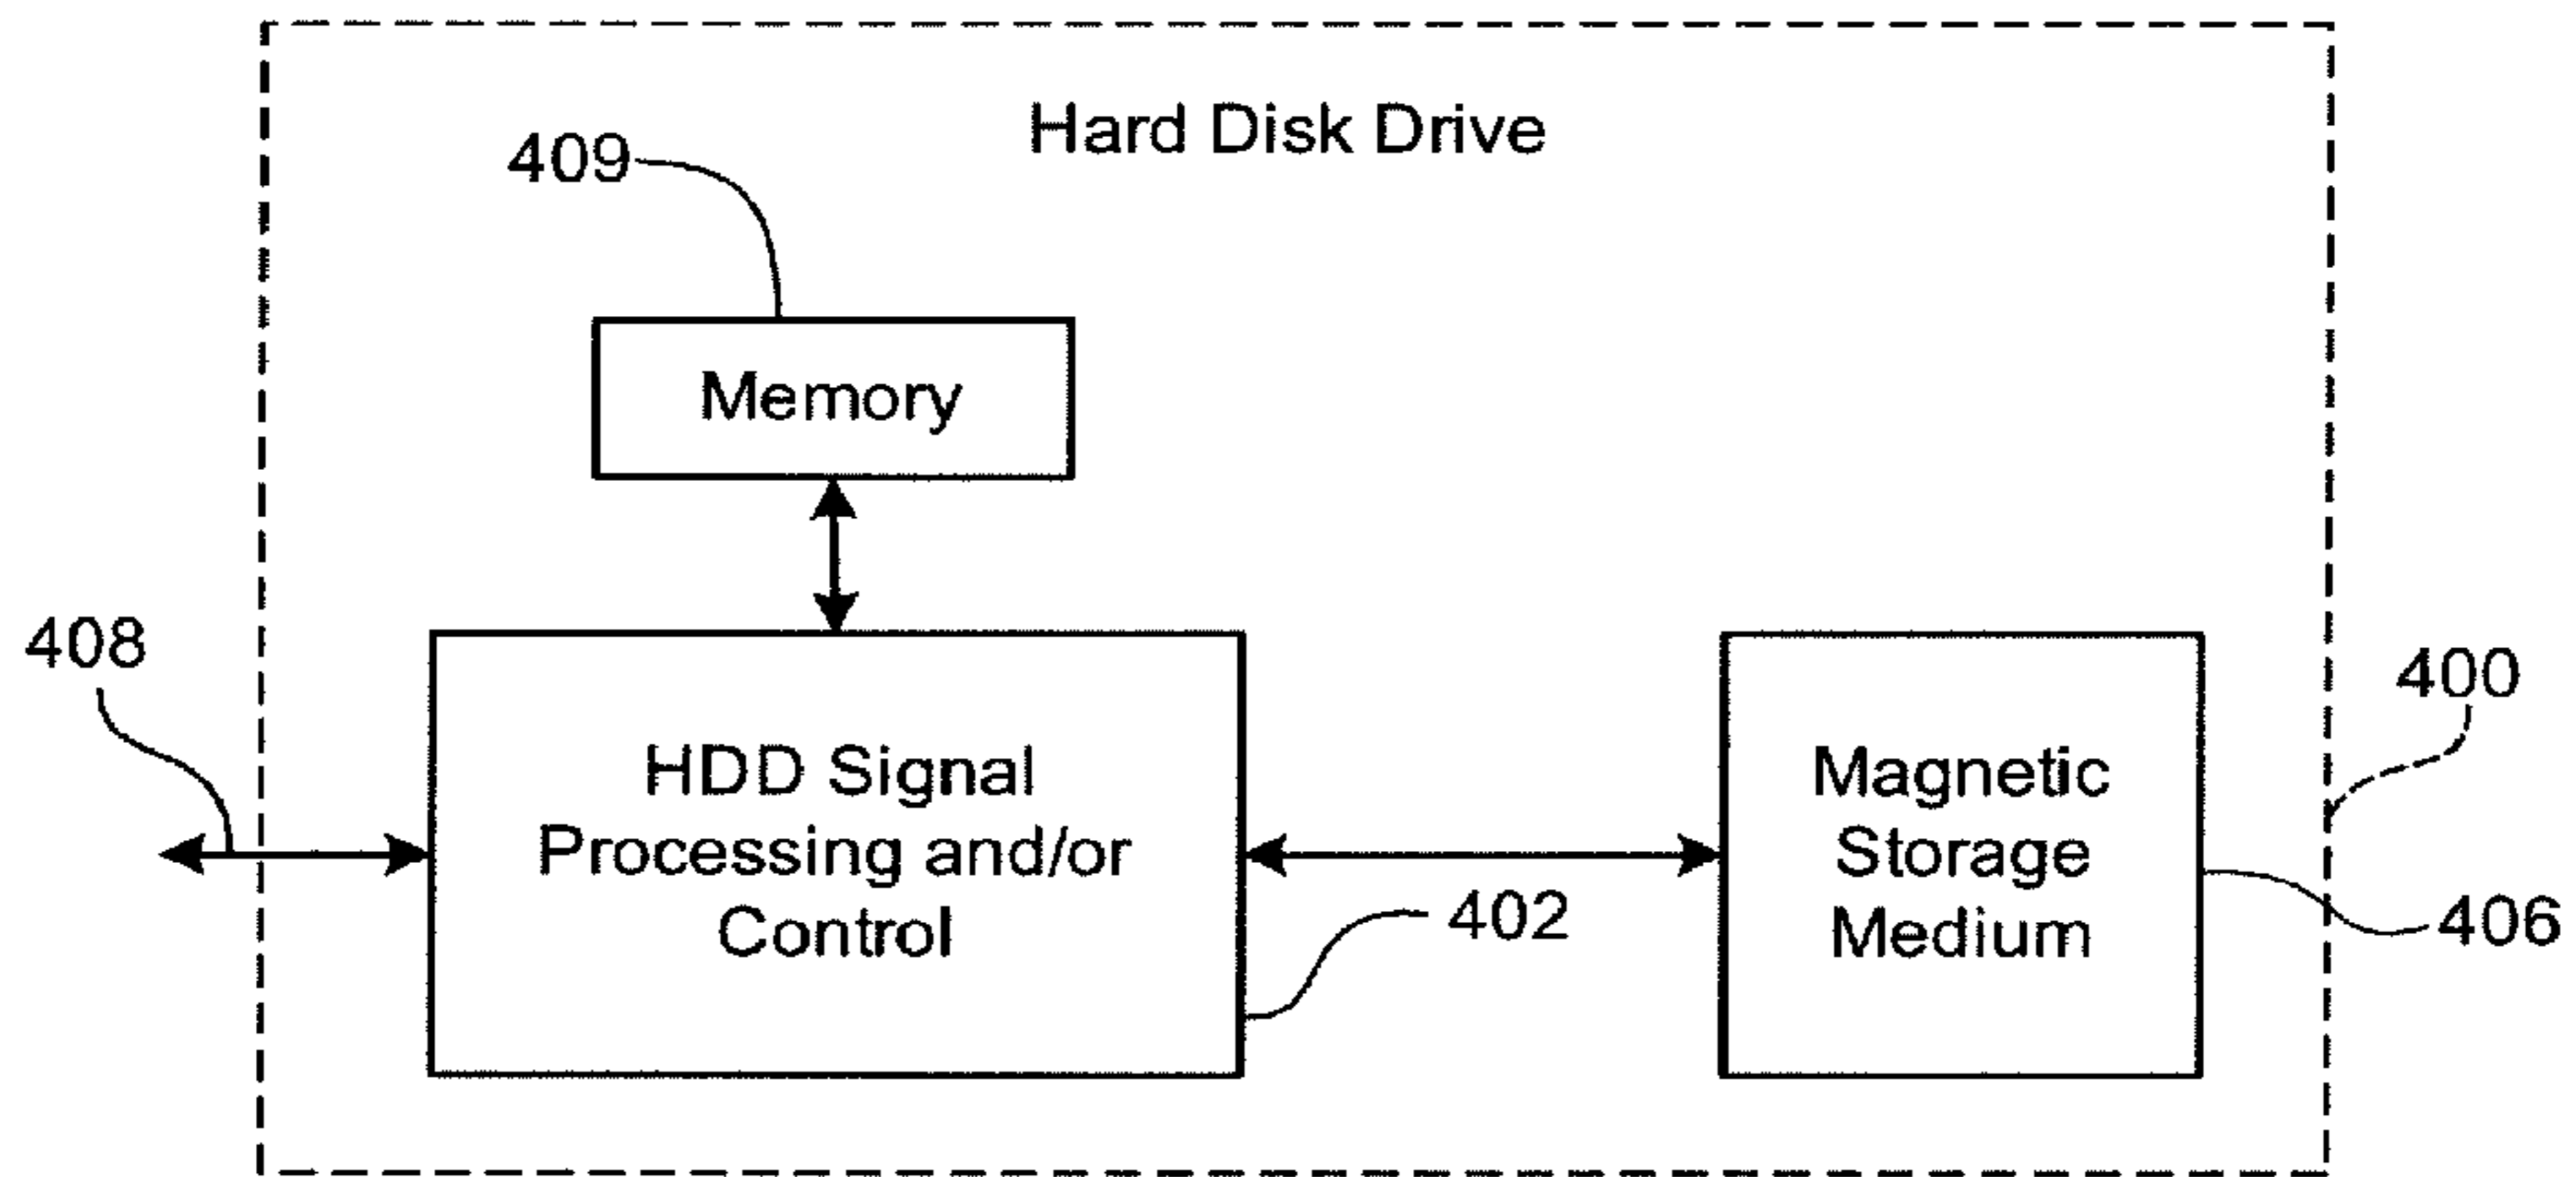 Hard Disk Drive
409
Memory
408
400
HDD Signal
Processing and/or
Control
402
Magnetic
Storage
Medium
406